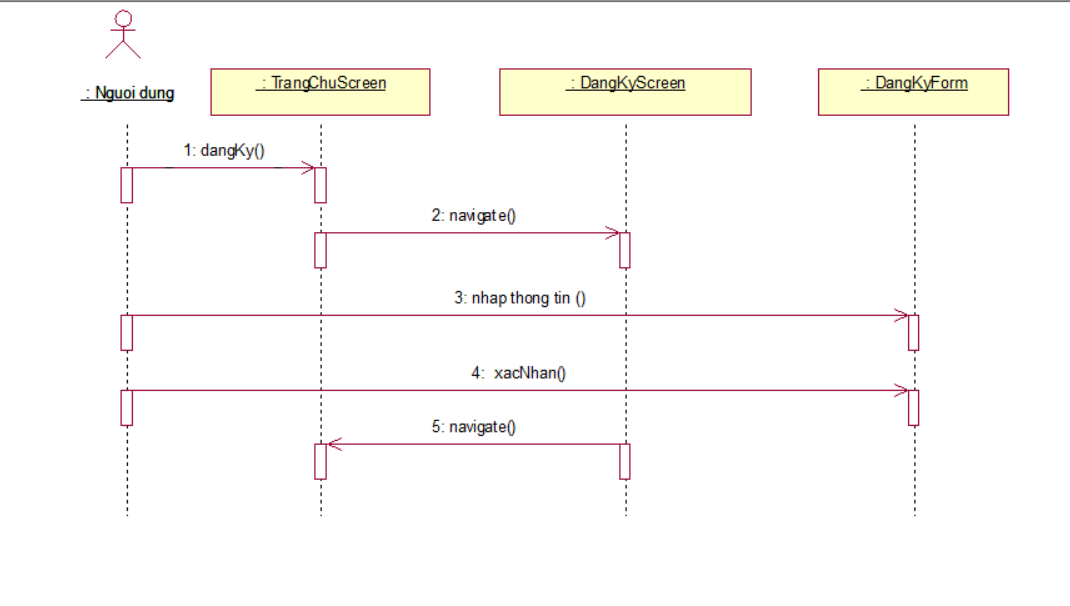 : Nguoi dung
: TrangChuScreen
: DangKyScreen
: DangKyForm
1: dangKy()
2: navigate()
3: nhap thong tin ()
4: xacNhan()
5: navigate()